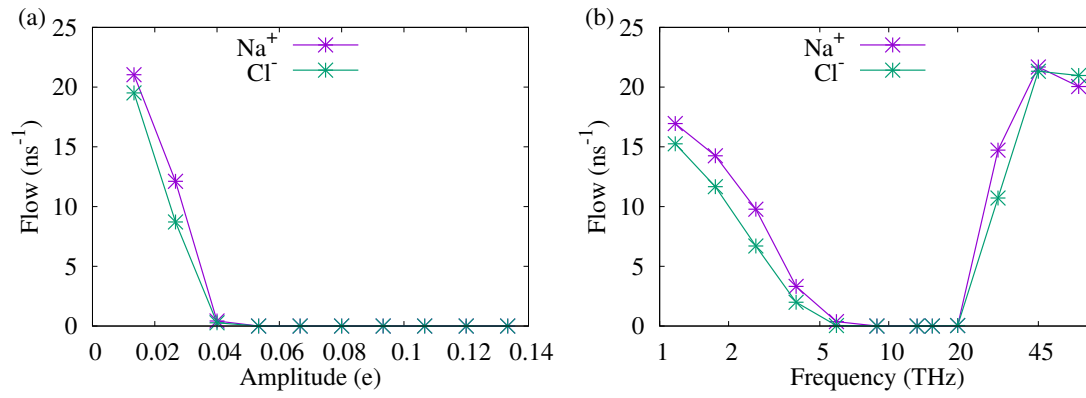 (a)
Flow (ns⁻¹)
25
20
15
10
5
0
Na⁺
Cl⁻
0 0.02 0.04 0.06 0.08 0.1 0.12 0.14
Amplitude (e)
(b)
Flow (ns⁻¹)
25
20
15
10
5
0
Na⁺
Cl⁻
1 2 5 10 20 45
Frequency (THz)